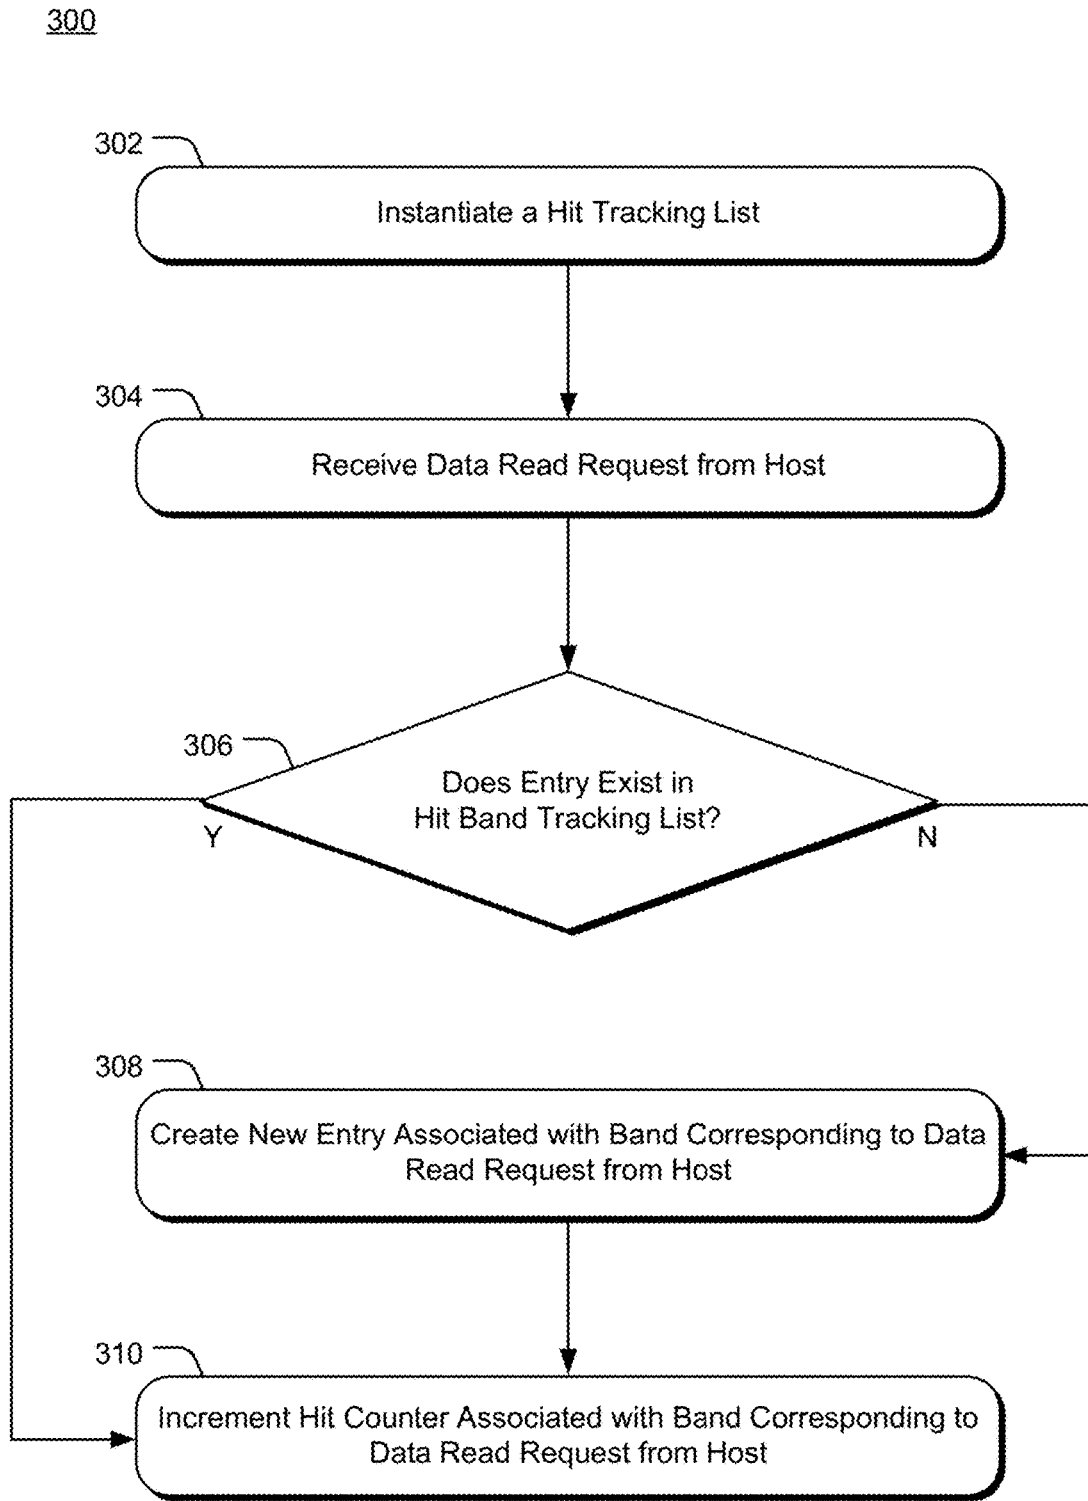 300
302
Instantiate a Hit Tracking List
304
Receive Data Read Request from Host
306
Does Entry Exist in
Hit Band Tracking List?
Y
N
308
Create New Entry Associated with Band Corresponding to Data
Read Request from Host
310
Increment Hit Counter Associated with Band Corresponding to
Data Read Request from Host